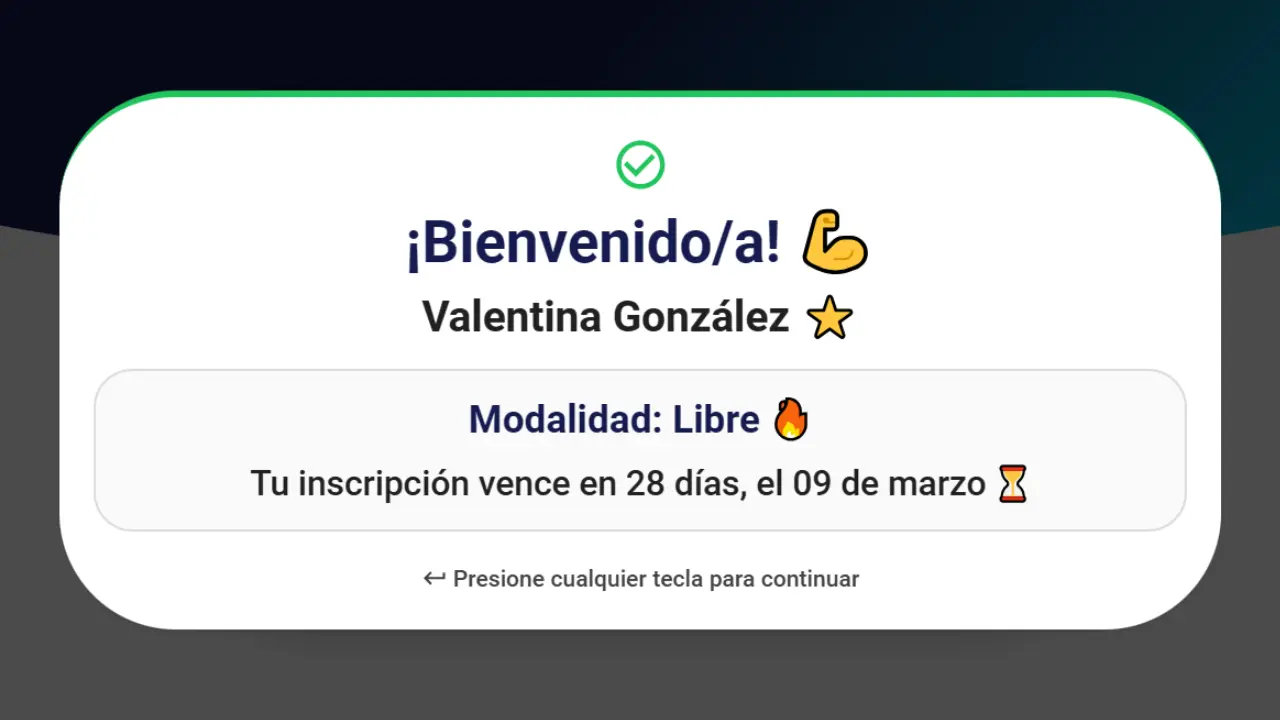 ¡Bienvenido/a! 💪
Valentina González ⭐
Modalidad: Libre 🔥
Tu inscripción vence en 28 días, el 09 de marzo ⏳
↵ Presione cualquier tecla para continuar